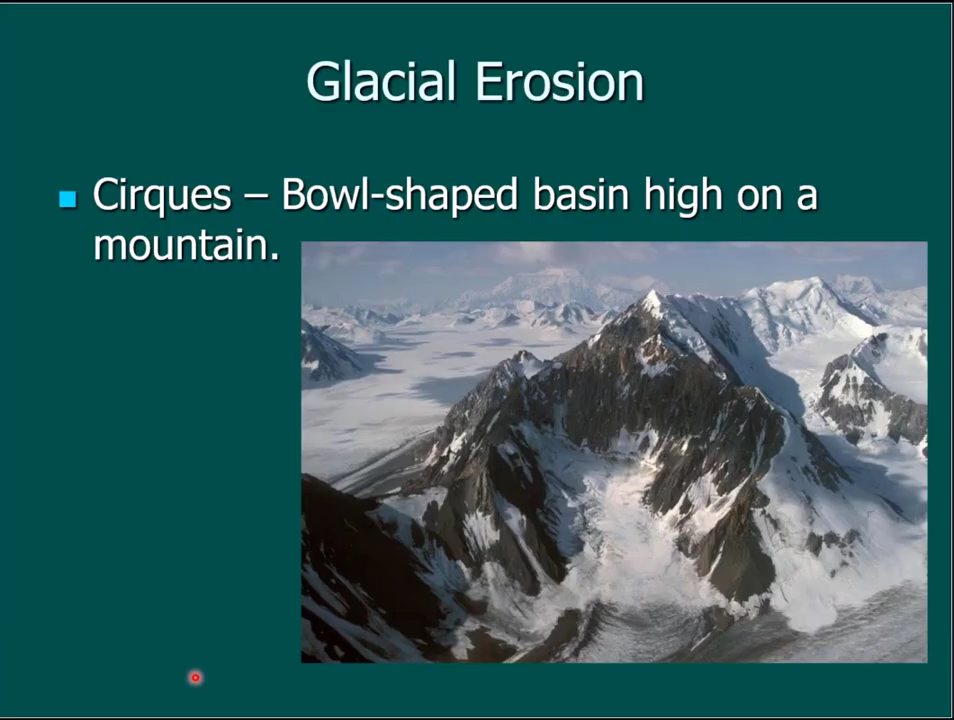 Glacial Erosion
Cirques – Bowl-shaped basin high on a
mountain.